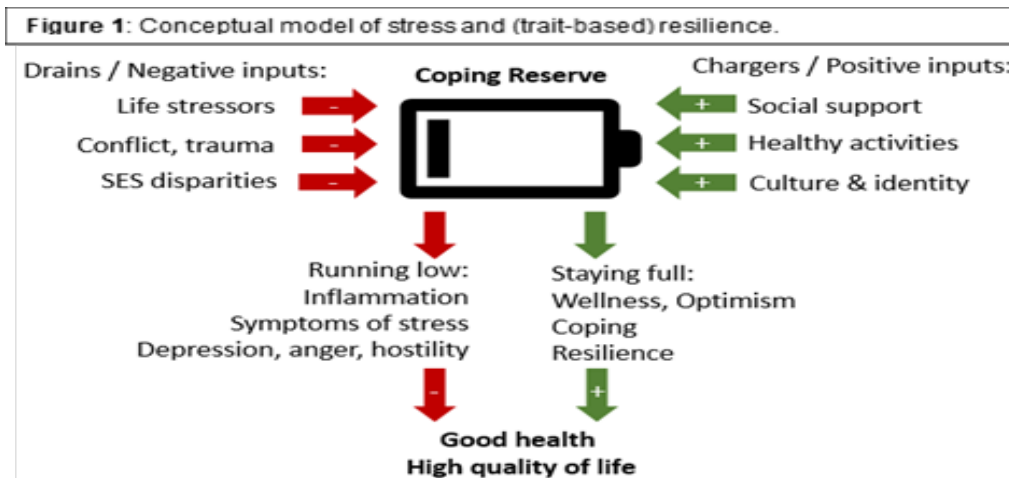 Figure 1: Conceptual model of stress and (trait-based) resilience.
Drains / Negative inputs:
Life stressors
Conflict, trauma
SES disparities
-
-
-
Coping Reserve
Chargers / Positive inputs:
+ Social support
+ Healthy activities
+ Culture & identity
Running low:
Inflammation
Symptoms of stress
Depression, anger, hostility
-
Staying full:
Wellness, Optimism
Coping
Resilience
+
Good health
High quality of life